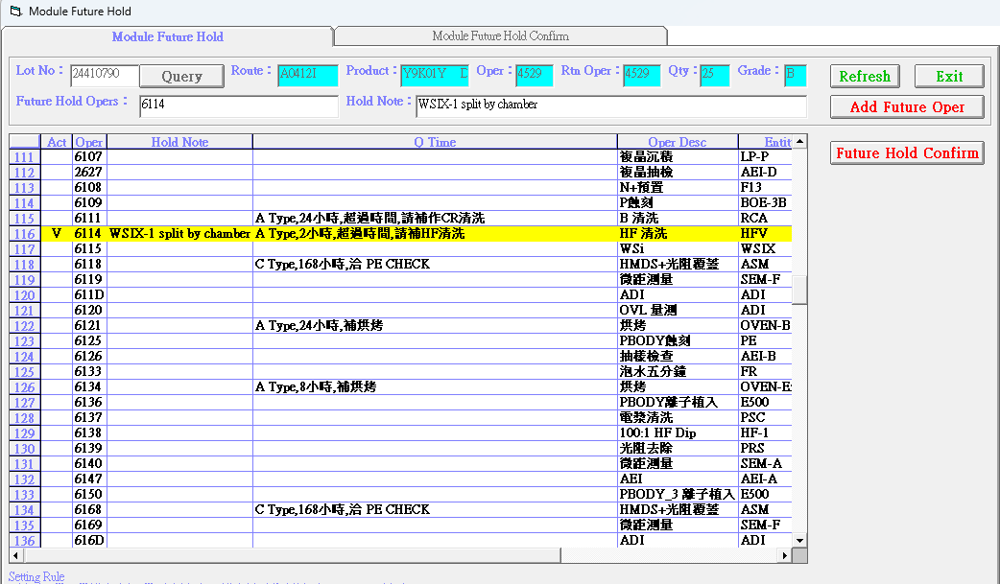 Module Future Hold
Module Future Hold Module Future Hold Confirm
Lot No： 24410790 Query Route： A0412I Product： Y9K01Y D Oper： 4529 Rtn Oper： 4529 Qty： 25 Grade： B Refresh Exit
Future Hold Opers： 6114 Hold Note： WSIX-1 split by chamber Add Future Oper
Future Hold Confirm
Act Oper Hold Note Q Time Oper Desc Entit
111 6107 複晶沉積 LP-P
112 2627 複晶抽檢 AEI-D
113 6108 N+預置 F13
114 6109 P蝕刻 BOE-3B
115 6111 A Type,24小時,超過時間,請補作CR清洗 B 清洗 RCA
116 V 6114 WSIX-1 split by chamber A Type,2小時,超過時間,請補HF清洗 HF 清洗 HFV
117 6115 WSi WSIX
118 6118 C Type,168小時,洽 PE CHECK HMDS+光阻覆蓋 ASM
119 6119 微距測量 SEM-F
120 611D ADI ADI
121 6120 OVL 量測 ADI
122 6121 A Type,24小時,補烘烤 烘烤 OVEN-B
123 6125 PBODY蝕刻 PE
124 6126 抽樣檢查 AEI-B
125 6133 泡水五分鐘 FR
126 6134 A Type,8小時,補烘烤 烘烤 OVEN-E
127 6136 PBODY離子植入 E500
128 6137 電漿清洗 PSC
129 6138 100:1 HF Dip HF-1
130 6139 光阻去除 PRS
131 6140 微距測量 SEM-A
132 6147 AEI AEI-A
133 6150 PBODY_3 離子植入 E500
134 6168 C Type,168小時,洽 PE CHECK HMDS+光阻覆蓋 ASM
135 6169 微距測量 SEM-F
136 616D ADI ADI
Setting Rule